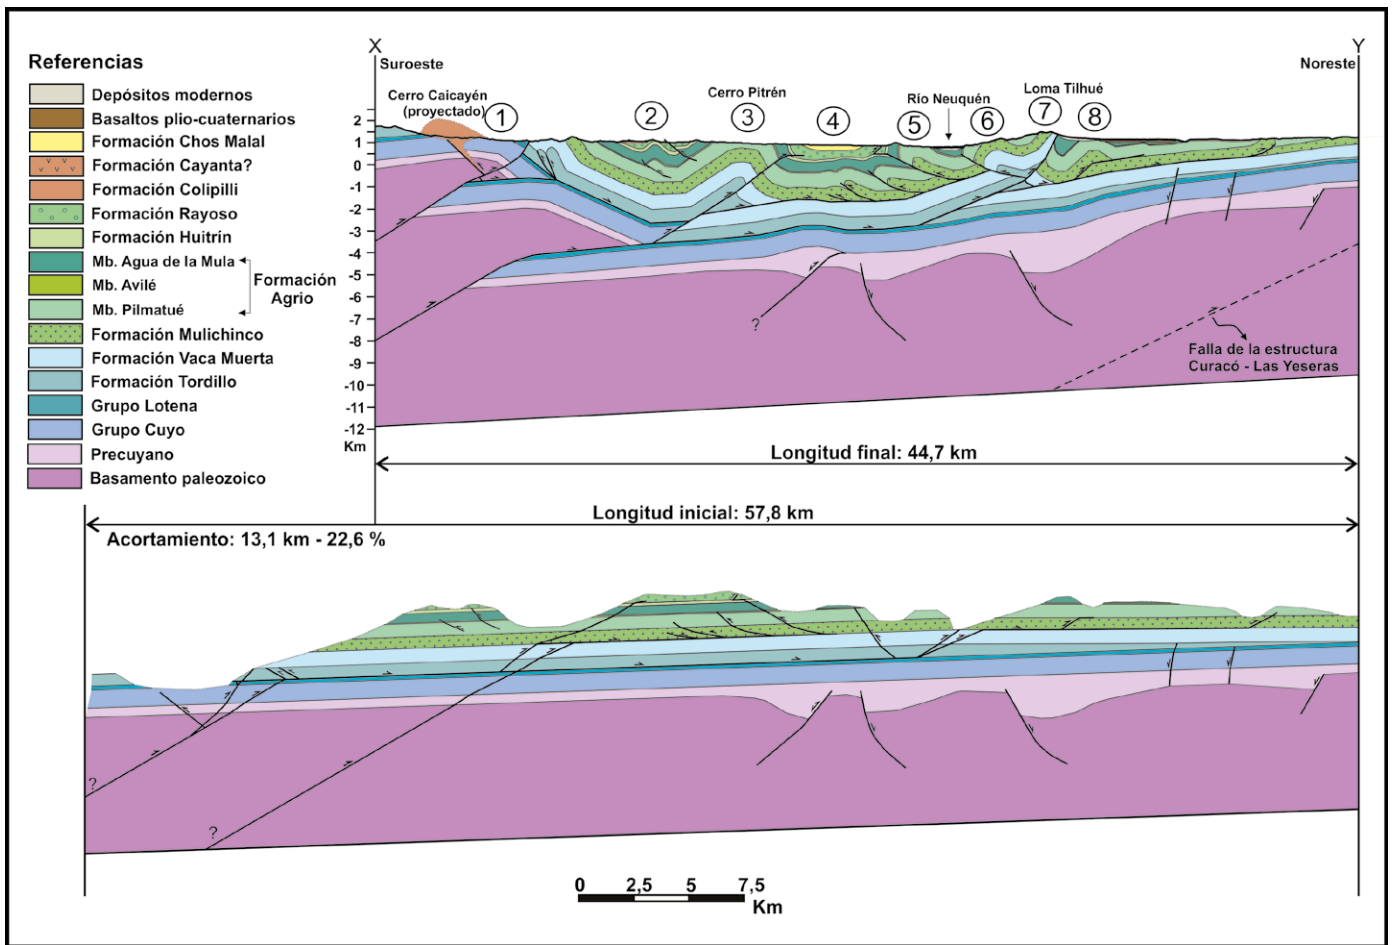 Referencias
Depósitos modernos
Basaltos plio-cuaternarios
Formación Chos Malal
Formación Cayanta?
Formación Colipilli
Formación Rayoso
Formación Huitrín
Mb. Agua de la Mula
Mb. Avilé
Mb. Pilmatué
Formación
Agrio
Formación Mulichinco
Formación Vaca Muerta
Formación Tordillo
Grupo Lotena
Grupo Cuyo
Precuyano
Basamento paleozoico
X
Suroeste
Y
Noreste
Cerro Caicayén
(proyectado)
1
2
Cerro Pitrén
3
4
5
Río Neuquén
6
Loma Tilhué
7
8
2
1
0
-1
-2
-3
-4
-5
-6
-7
-8
-9
-10
-11
-12
Km
?
Falla de la estructura
Curacó - Las Yeseras
Longitud final: 44,7 km
Longitud inicial: 57,8 km
Acortamiento: 13,1 km - 22,6 %
?
?
0 2,5 5 7,5
Km